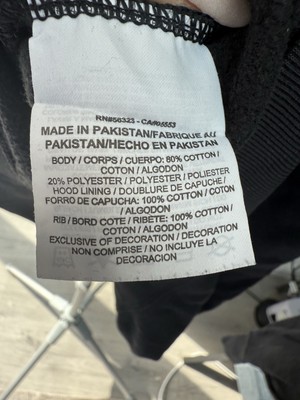 RN#56323 - CA#05553
MADE IN PAKISTAN/FABRIQUE AU
PAKISTAN/HECHO EN PAKISTAN
BODY / CORPS / CUERPO: 80% COTTON /
COTON / ALGODON
20% POLYESTER / POLYESTER / POLIESTER
HOOD LINING / DOUBLURE DE CAPUCHE /
FORRO DE CAPUCHA: 100% COTTON / COTON
/ ALGODON
RIB / BORD COTE / RIBETE: 100% COTTON /
COTON / ALGODON
EXCLUSIVE OF DECORATION / DECORATION
NON COMPRISE / NO INCLUYE LA
DECORACION